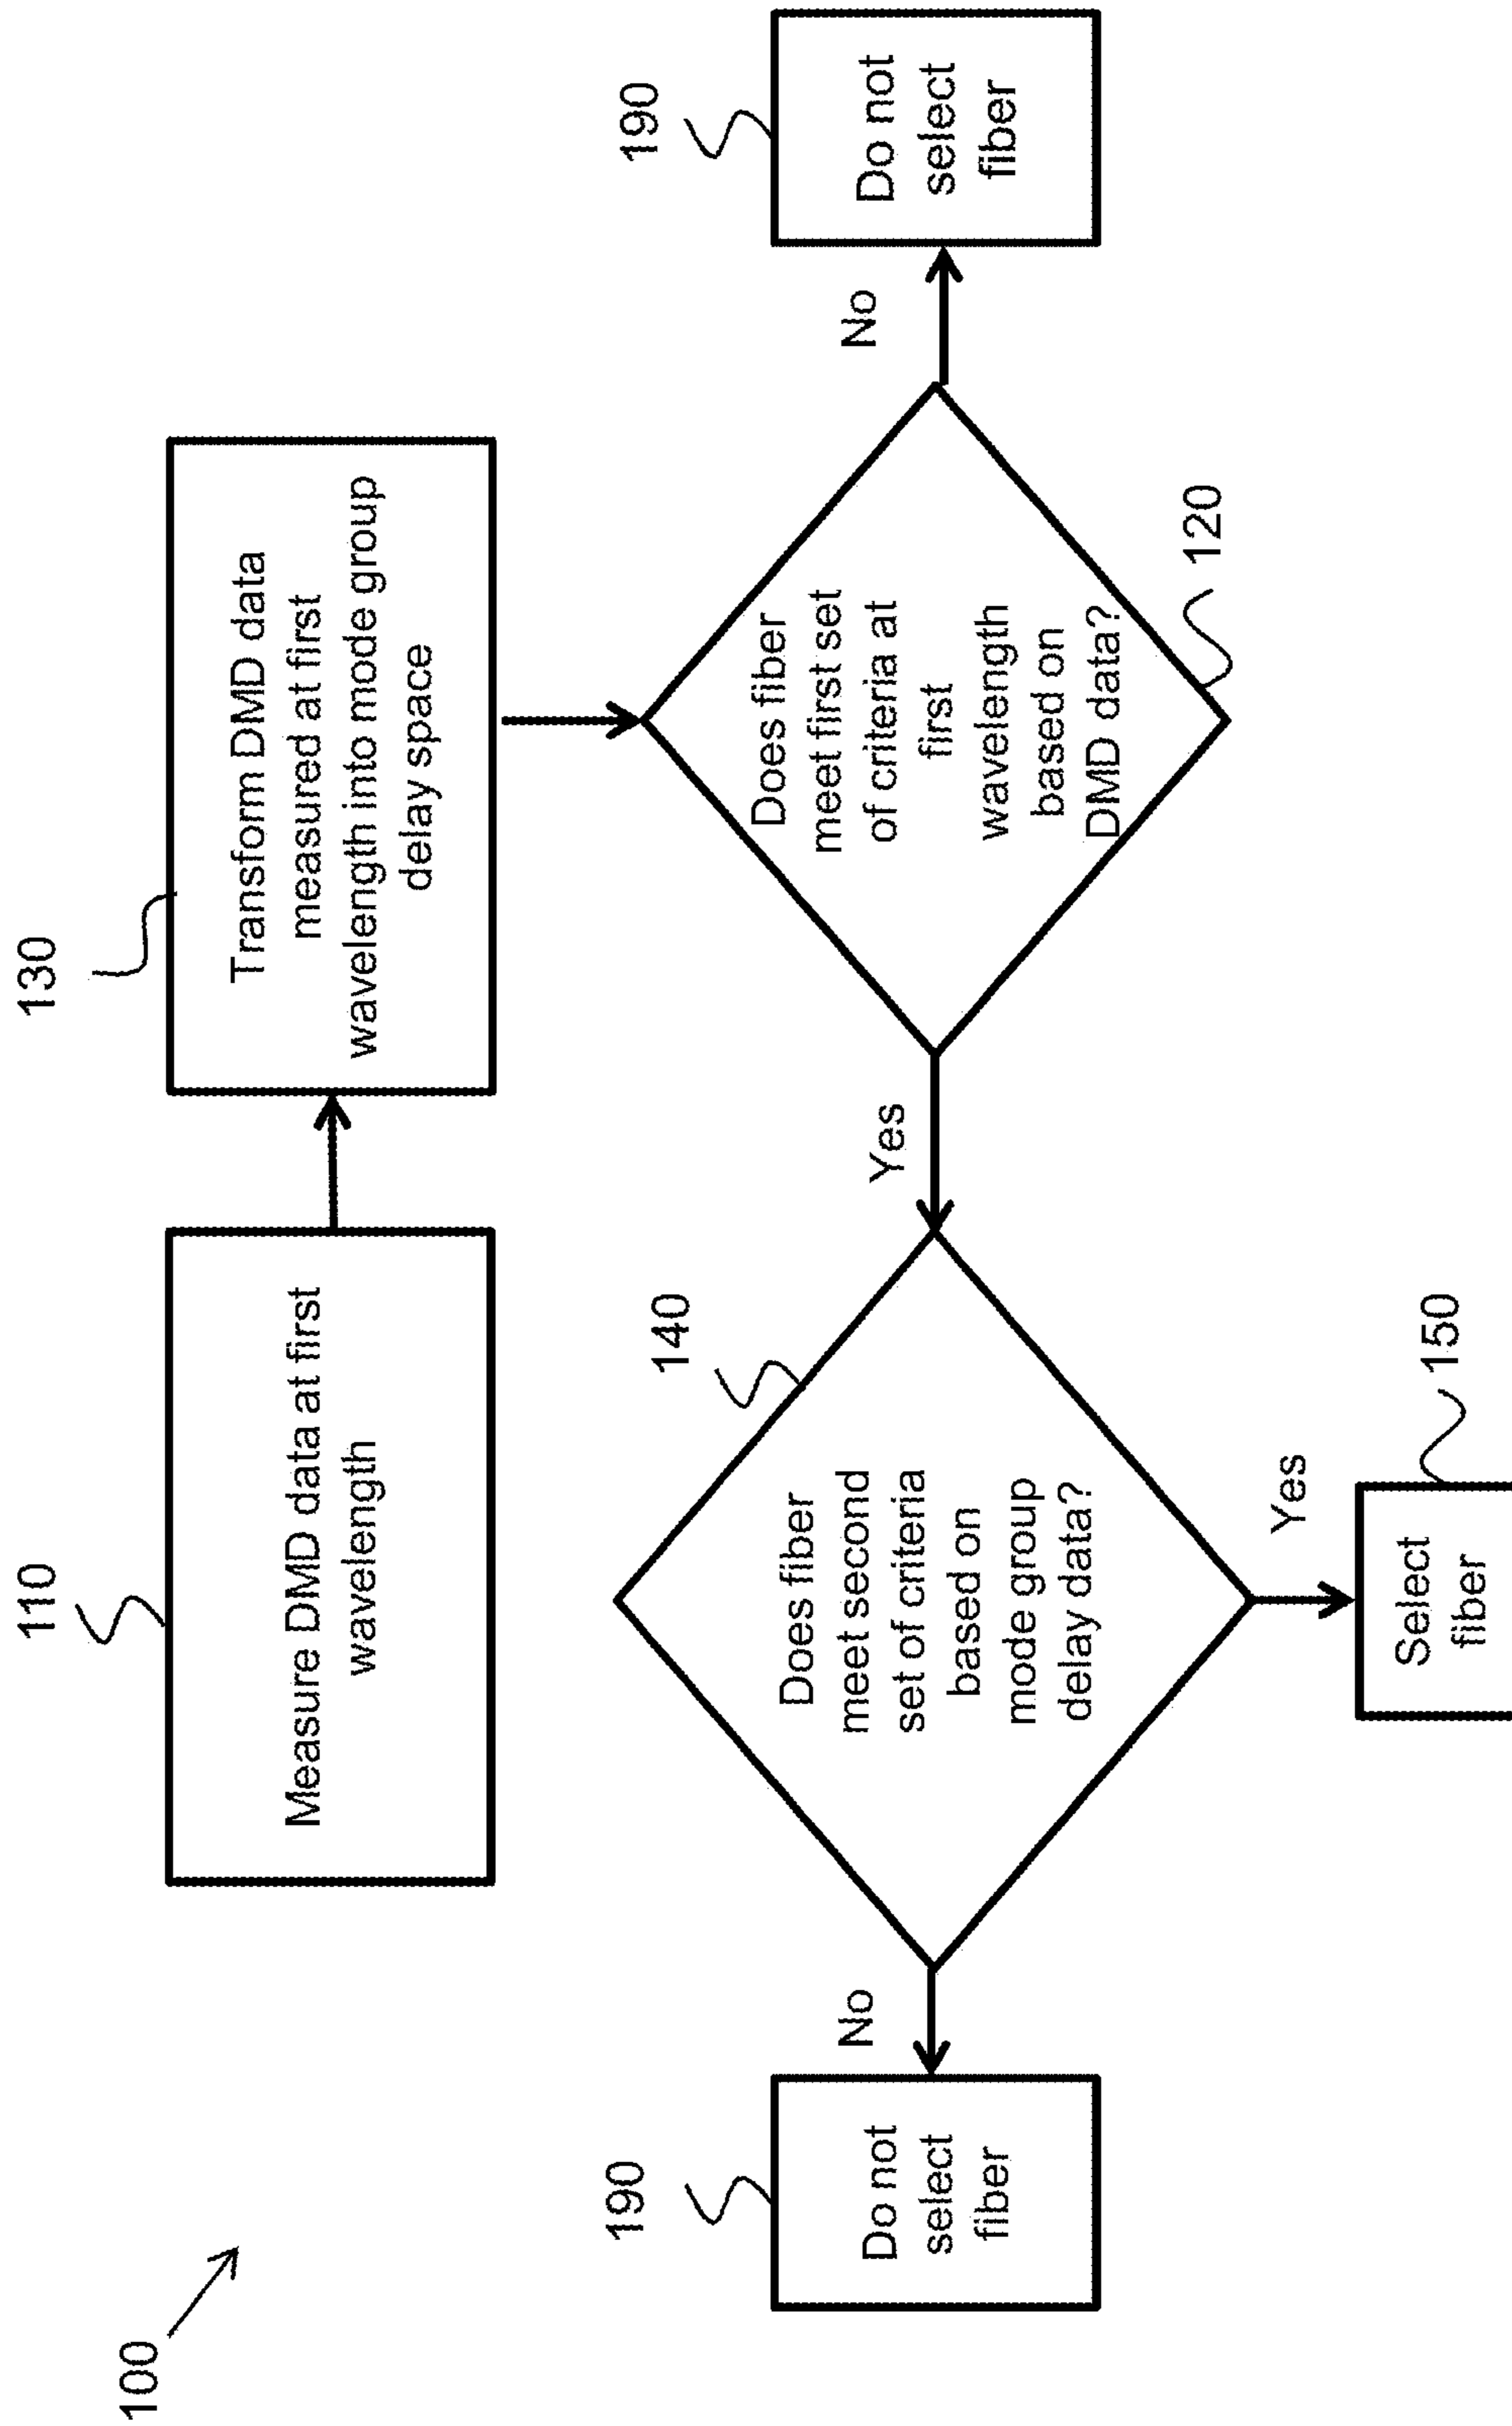 100
110
Measure DMD data at first
wavelength
130
Transform DMD data
measured at first
wavelength into mode group
delay space
120
Does fiber
meet first set
of criteria at
first
wavelength
based on
DMD data?
No
190
Do not
select
fiber
Yes
140
Does fiber
meet second
set of criteria
based on
mode group
delay data?
No
190
Do not
select
fiber
Yes
150
Select
fiber